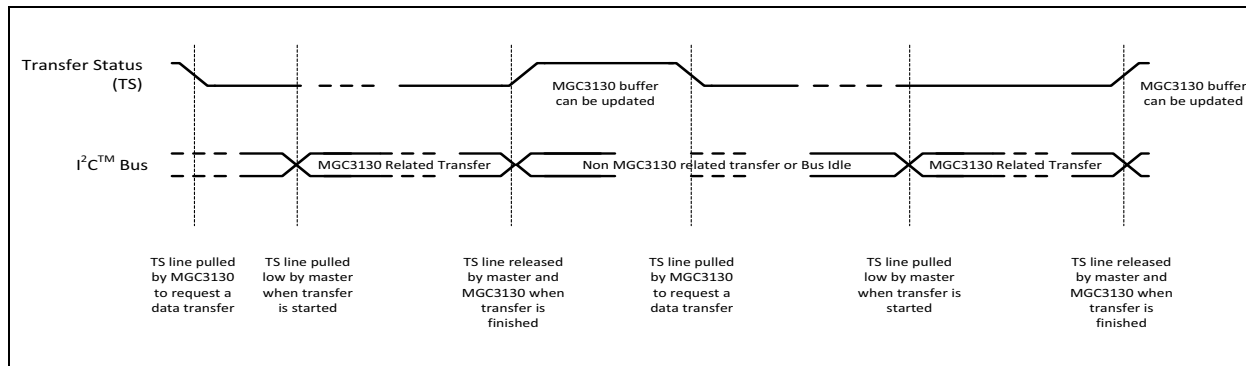 Transfer Status
(TS)
MGC3130 buffer
can be updated
MGC3130 buffer
can be updated
I²C™ Bus
MGC3130 Related Transfer
Non MGC3130 related transfer or Bus Idle
MGC3130 Related Transfer
TS line pulled
by MGC3130
to request a
data transfer
TS line pulled
low by master
when transfer
is started
TS line released
by master and
MGC3130 when
transfer is
finished
TS line pulled
by MGC3130
to request a
data transfer
TS line pulled
low by master
when transfer is
started
TS line released
by master and
MGC3130 when
transfer is
finished